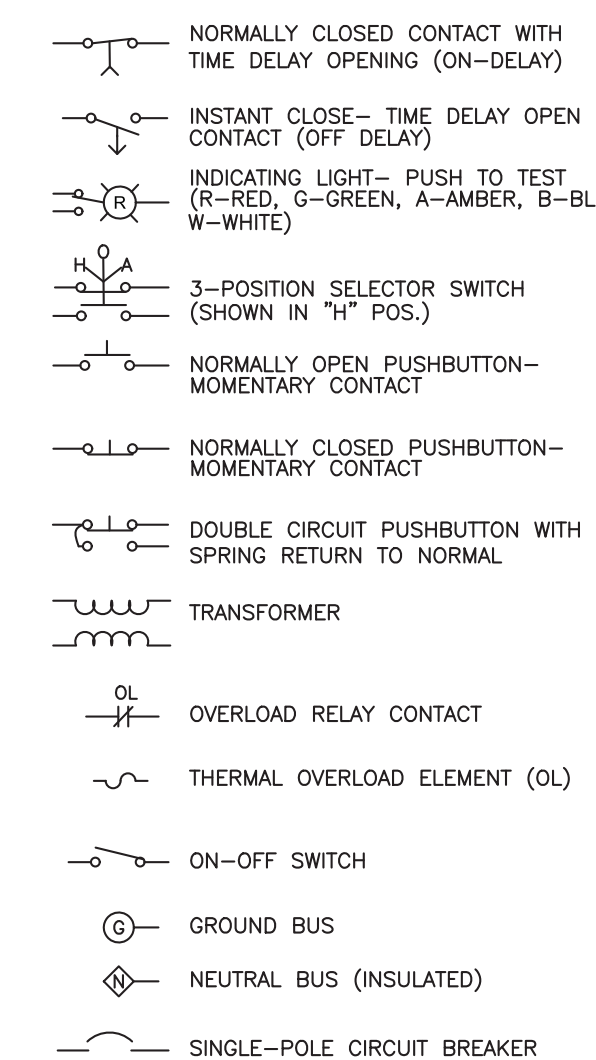 NORMALLY CLOSED CONTACT WITH
TIME DELAY OPENING (ON-DELAY)
INSTANT CLOSE- TIME DELAY OPEN
CONTACT (OFF DELAY)
INDICATING LIGHT- PUSH TO TEST
R
(R-RED, G-GREEN, A-AMBER, B-BL
W-WHITE)
O
H A
3-POSITION SELECTOR SWITCH
(SHOWN IN "H" POS.)
NORMALLY OPEN PUSHBUTTON-
MOMENTARY CONTACT
NORMALLY CLOSED PUSHBUTTON-
MOMENTARY CONTACT
DOUBLE CIRCUIT PUSHBUTTON WITH
SPRING RETURN TO NORMAL
TRANSFORMER
OL
OVERLOAD RELAY CONTACT
THERMAL OVERLOAD ELEMENT (OL)
ON-OFF SWITCH
G GROUND BUS
N NEUTRAL BUS (INSULATED)
SINGLE-POLE CIRCUIT BREAKER